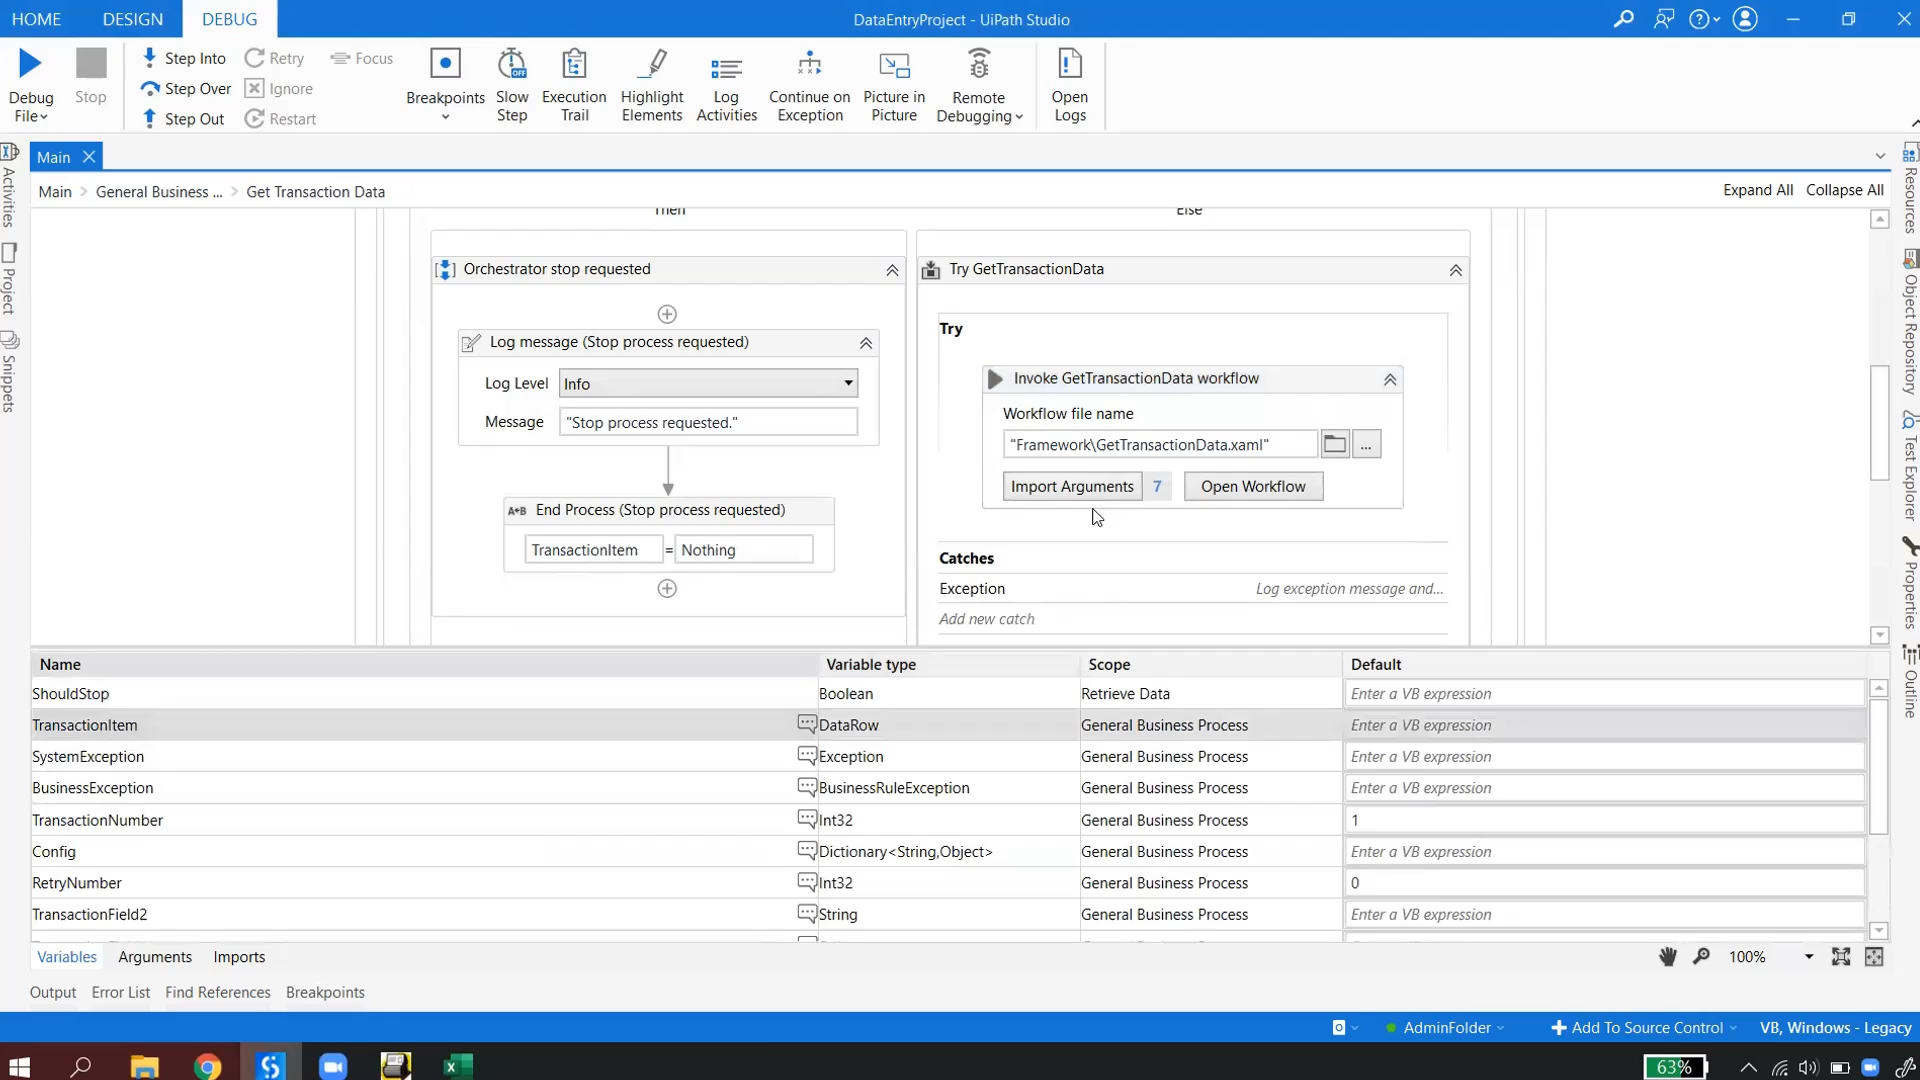 HOME DESIGN DEBUG DataEntryProject - UiPath Studio
Debug File
Stop
Step Into
Step Over
Step Out
Retry
Ignore
Restart
Focus
Breakpoints
Slow Step
Execution Trail
Highlight Elements
Log Activities
Continue on Exception
Picture in Picture
Remote Debugging
Open Logs
Main
Main > General Business ... > Get Transaction Data
Expand All Collapse All
Activities
Project
Snippets
Then Else
Orchestrator stop requested
Log message (Stop process requested)
Log Level Info
Message "Stop process requested."
End Process (Stop process requested)
A+B
TransactionItem = Nothing
Try GetTransactionData
Try
Invoke GetTransactionData workflow
Workflow file name
"Framework\GetTransactionData.xaml" ...
Import Arguments 7 Open Workflow
Catches
Exception Log exception message and...
Add new catch
Resources
Object Repository
Test Explorer
Properties
Outline
Name Variable type Scope Default
ShouldStop Boolean Retrieve Data Enter a VB expression
TransactionItem DataRow General Business Process Enter a VB expression
SystemException Exception General Business Process Enter a VB expression
BusinessException BusinessRuleException General Business Process Enter a VB expression
TransactionNumber Int32 General Business Process 1
Config Dictionary<String,Object> General Business Process Enter a VB expression
RetryNumber Int32 General Business Process 0
TransactionField2 String General Business Process Enter a VB expression
Variables Arguments Imports 100%
Output Error List Find References Breakpoints
AdminFolder Add To Source Control VB, Windows - Legacy
63%